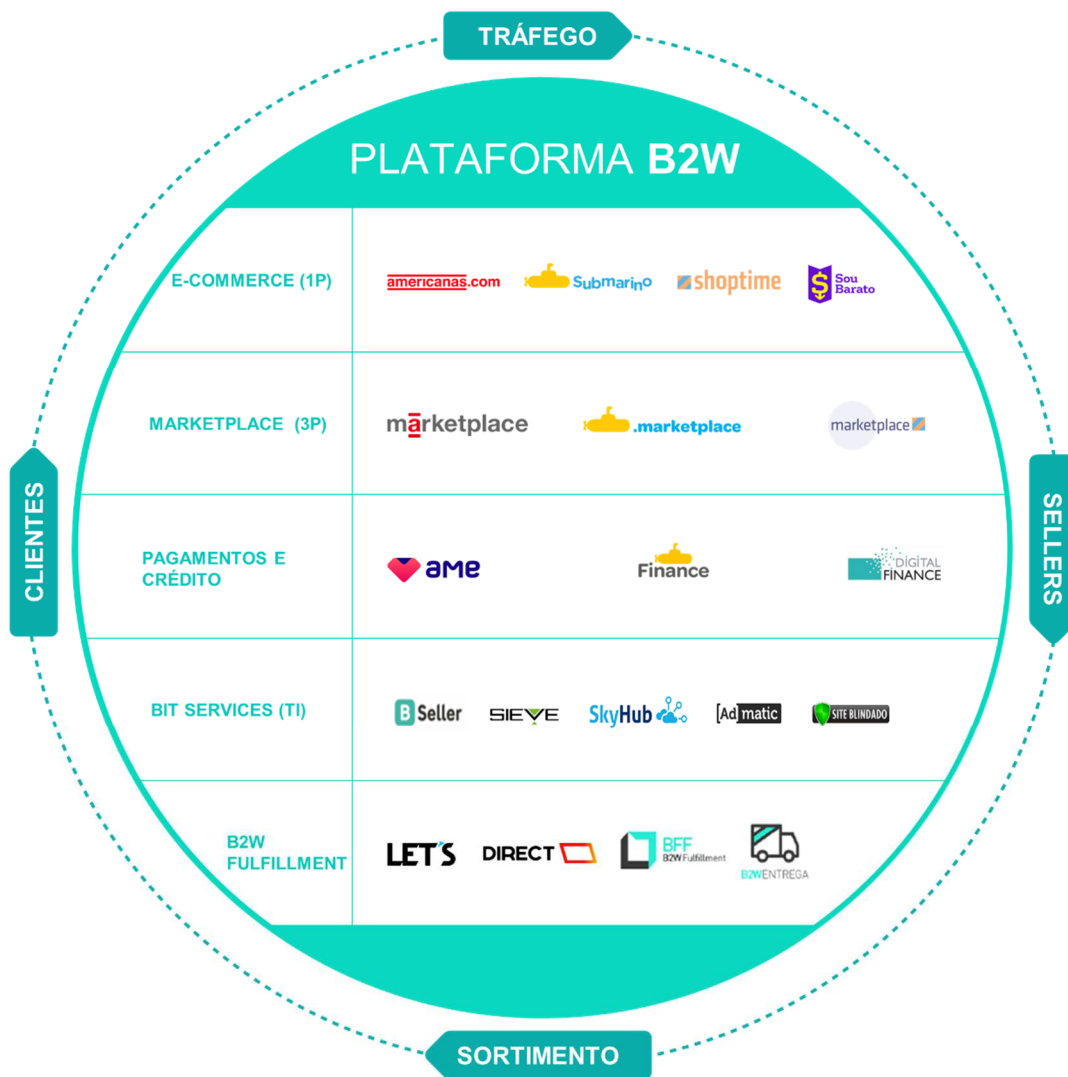 TRÁFEGO
PLATAFORMA B2W
E-COMMERCE (1P)
americanas.com
Submarino
shoptime
Sou
Barato
MARKETPLACE (3P)
marketplace
.marketplace
marketplace
CLIENTES
SELLERS
PAGAMENTOS E
CRÉDITO
ame
Finance
DIGITAL
FINANCE
BIT SERVICES (TI)
B Seller
SIEVE
SkyHub
[Ad]matic
SITE BLINDADO
B2W
FULFILLMENT
LET'S
DIRECT
BFF
B2W Fulfillment
B2WENTREGA
SORTIMENTO